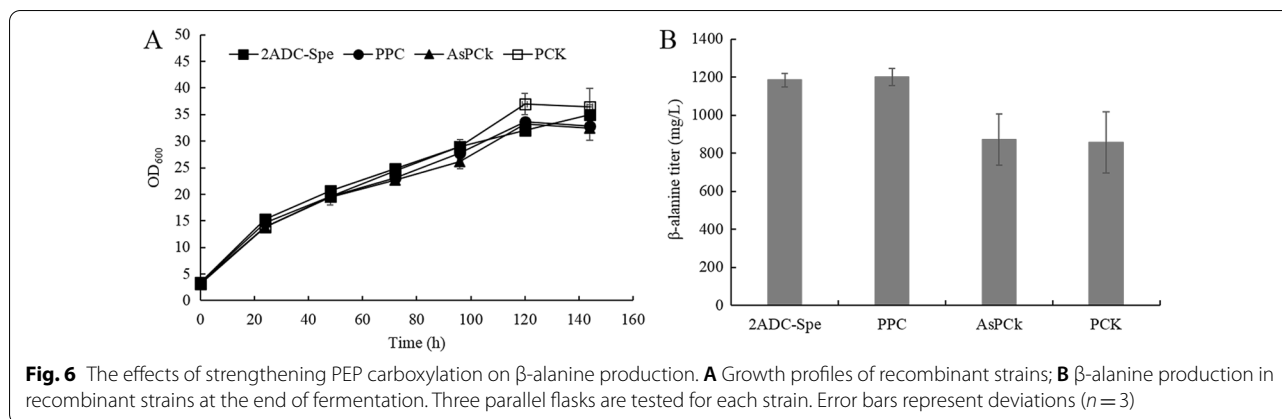 A
2ADC-Spe PPC AsPCk PCK
50
45
40
35
30
25
20
15
10
5
0
OD600
0 20 40 60 80 100 120 140 160
Time (h)
B
1400
1200
1000
800
600
400
200
0
β-alanine titer (mg/L)
2ADC-Spe PPC AsPCk PCK
Fig. 6 The effects of strengthening PEP carboxylation on β-alanine production. A Growth profiles of recombinant strains; B β-alanine production in
recombinant strains at the end of fermentation. Three parallel flasks are tested for each strain. Error bars represent deviations (n = 3)